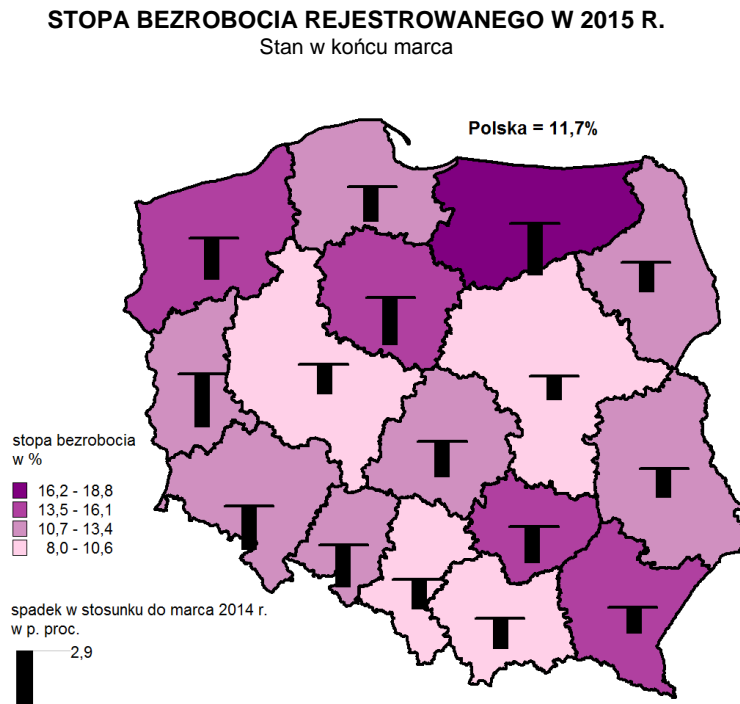 STOPA BEZROBOCIA REJESTROWANEGO W 2015 R.
Stan w końcu marca
Polska = 11,7%
stopa bezrobocia
w %
16,2 - 18,8
13,5 - 16,1
10,7 - 13,4
8,0 - 10,6
spadek w stosunku do marca 2014 r.
w p. proc.
2,9